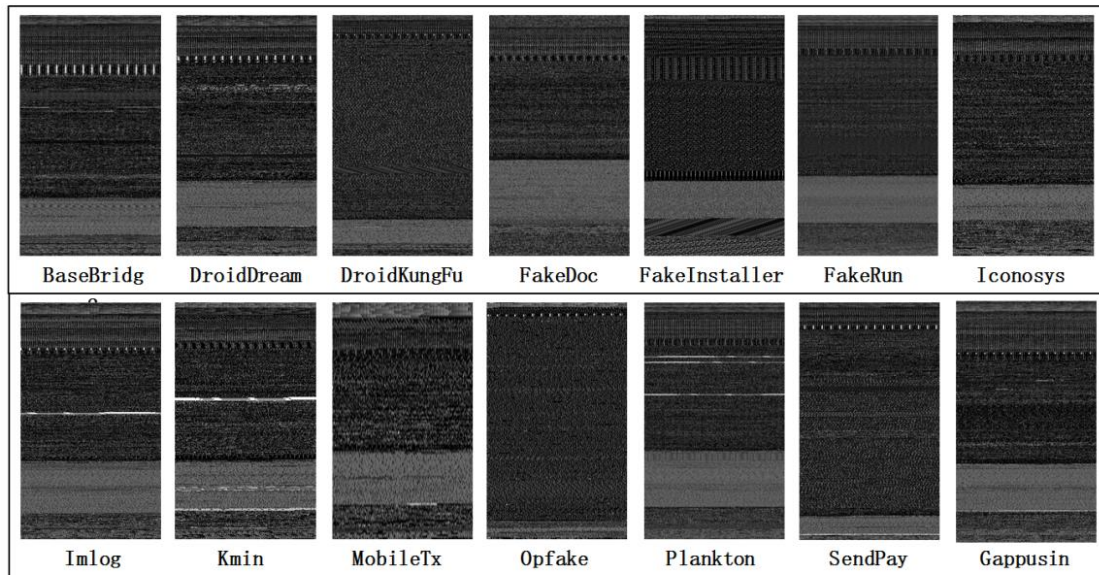 BaseBridg DroidDream DroidKungFu FakeDoc FakeInstaller FakeRun Iconosys
e
Imlog Kmin MobileTx Opfake Plankton SendPay Gappusin